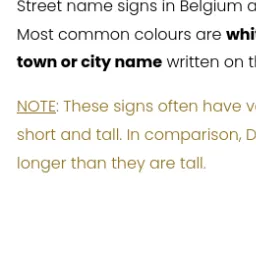 Street name signs in Belgium a
Most common colours are whi
town or city name written on t
NOTE: These signs often have v
short and tall. In comparison, D
longer than they are tall.